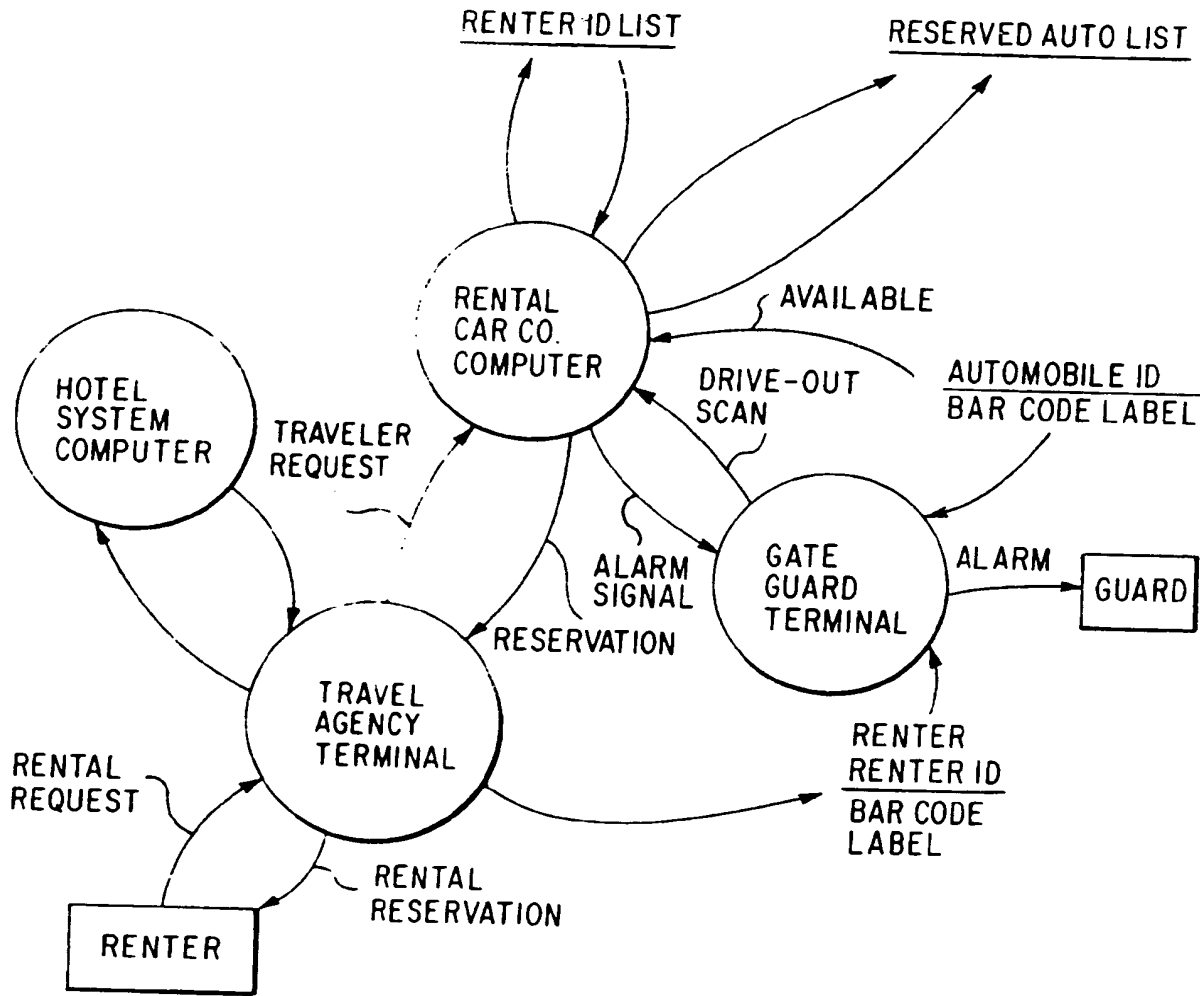 RENTER ID LIST
RESERVED AUTO LIST
RENTAL
CAR CO.
COMPUTER
AVAILABLE
AUTOMOBILE ID
BAR CODE LABEL
DRIVE-OUT
SCAN
HOTEL
SYSTEM
COMPUTER
TRAVELER
REQUEST
ALARM
SIGNAL
RESERVATION
GATE
GUARD
TERMINAL
ALARM
GUARD
TRAVEL
AGENCY
TERMINAL
RENTER
RENTER ID
BAR CODE
LABEL
RENTAL
REQUEST
RENTAL
RESERVATION
RENTER